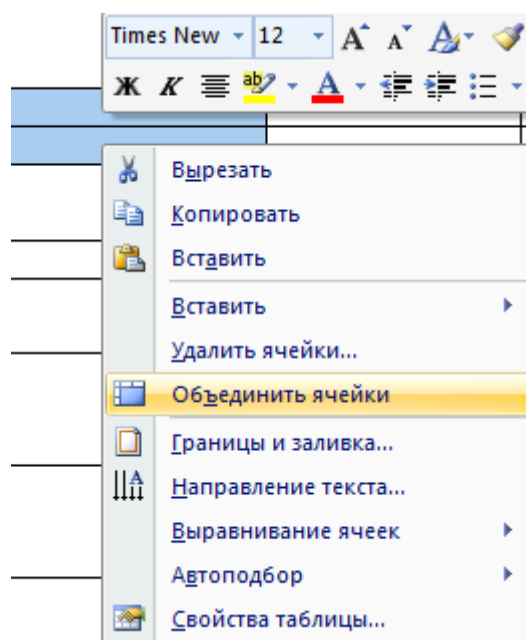 Times New 12
Ж К
Вырезать
Копировать
Вставить
Вставить
Удалить ячейки...
Объединить ячейки
Границы и заливка...
Направление текста...
Выравнивание ячеек
Автоподбор
Свойства таблицы...